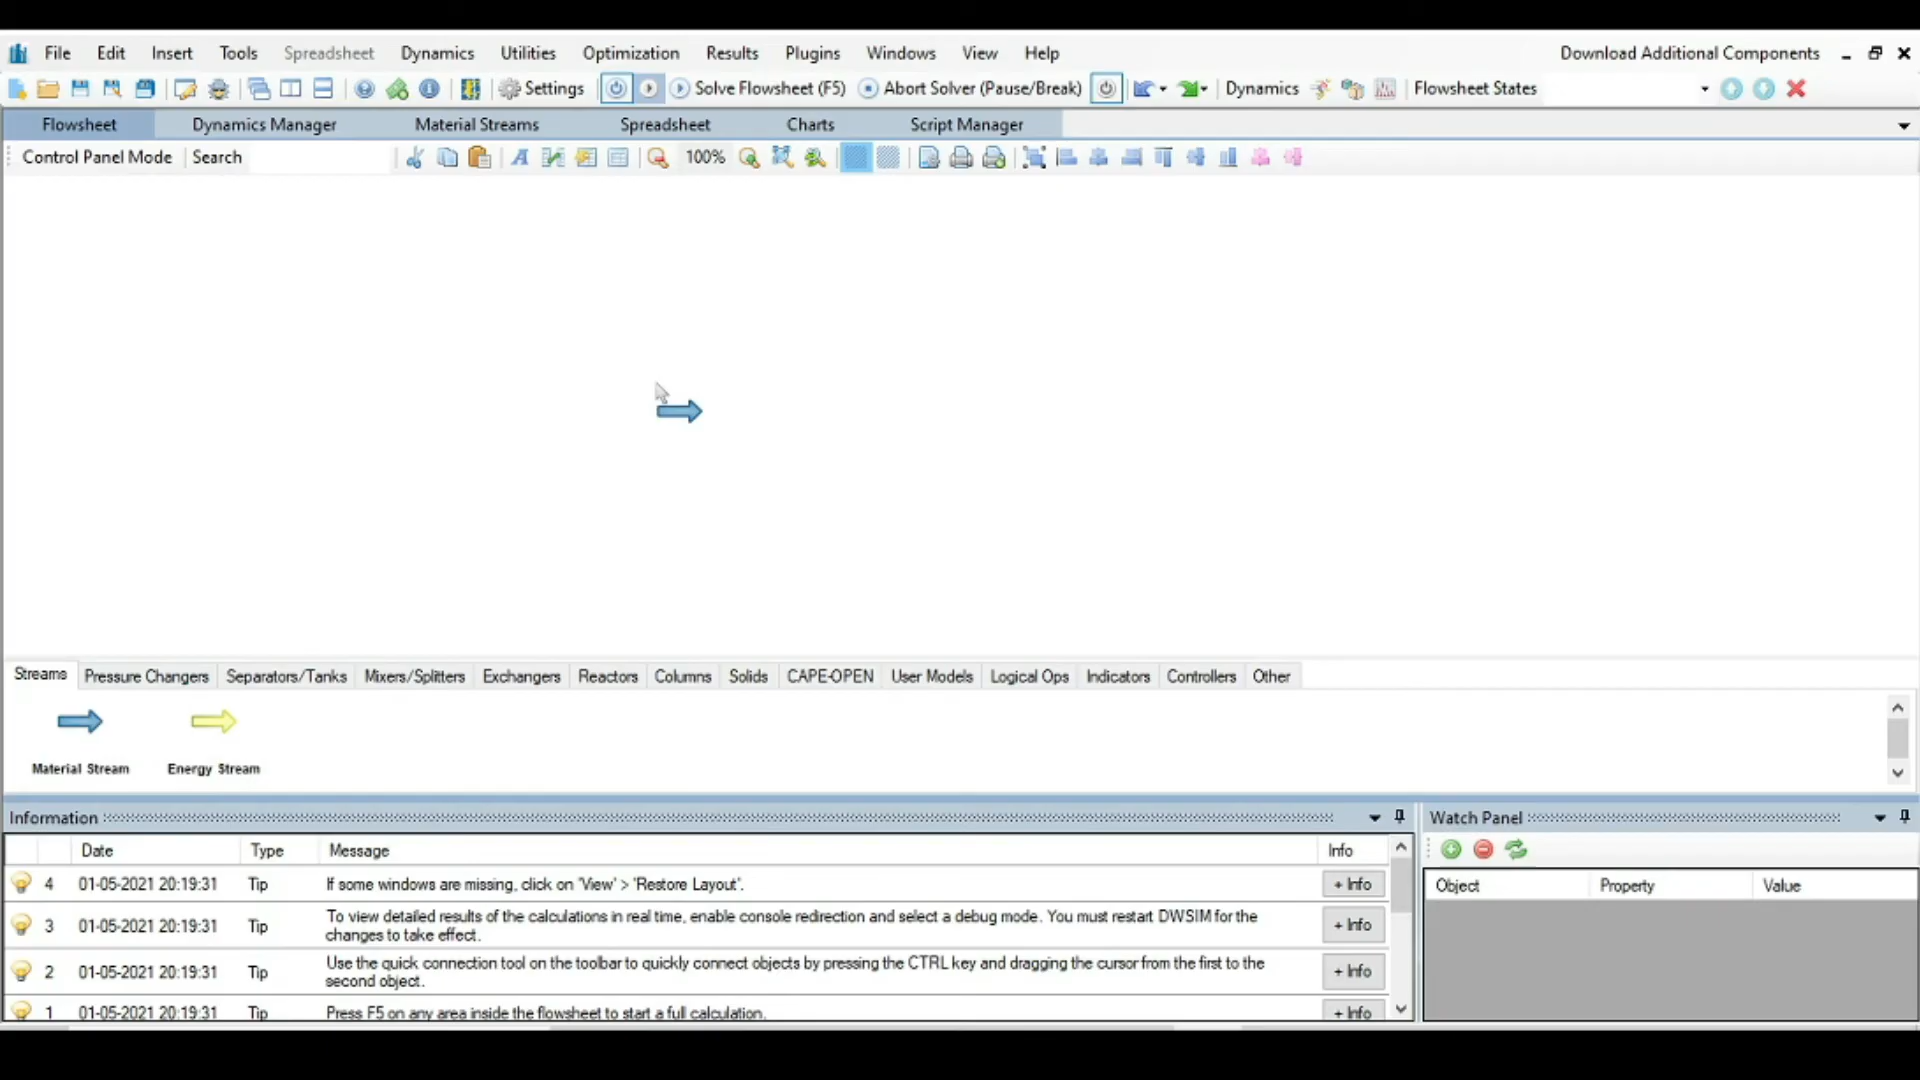 File Edit Insert Tools Spreadsheet Dynamics Utilities Optimization Results Plugins Windows View Help Download Additional Components
Settings Solve Flowsheet (F5) Abort Solver (Pause/Break) Dynamics Flowsheet States
Flowsheet Dynamics Manager Material Streams Spreadsheet Charts Script Manager
Control Panel Mode Search 100%
Streams Pressure Changers Separators/Tanks Mixers/Splitters Exchangers Reactors Columns Solids CAPE-OPEN User Models Logical Ops Indicators Controllers Other
Material Stream Energy Stream
Information
Date Type Message Info
4 01-05-2021 20:19:31 Tip If some windows are missing, click on 'View' > 'Restore Layout'. + Info
3 01-05-2021 20:19:31 Tip To view detailed results of the calculations in real time, enable console redirection and select a debug mode. You must restart DWSIM for the
changes to take effect. + Info
2 01-05-2021 20:19:31 Tip Use the quick connection tool on the toolbar to quickly connect objects by pressing the CTRL key and dragging the cursor from the first to the
second object. + Info
1 01-05-2021 20:19:31 Tip Press F5 on any area inside the flowsheet to start a full calculation. + Info
Watch Panel
Object Property Value